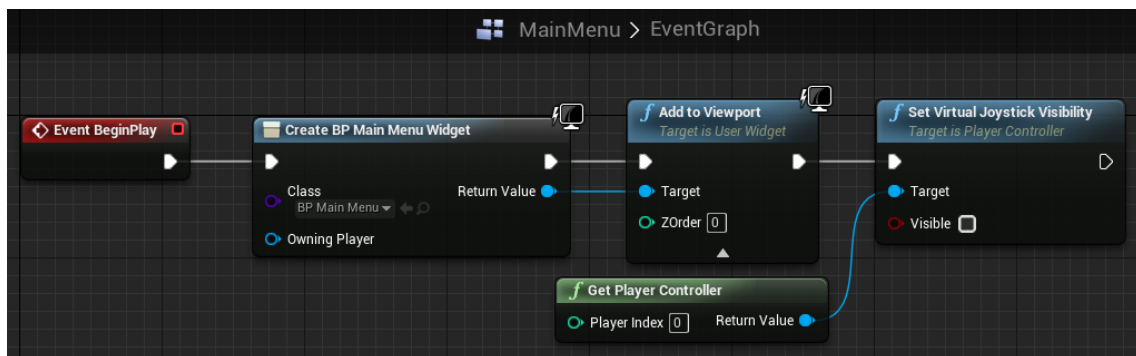 MainMenu > EventGraph
Event BeginPlay
Create BP Main Menu Widget
Class
BP Main Menu
Return Value
Owning Player
Add to Viewport
Target is User Widget
Target
ZOrder 0
Set Virtual Joystick Visibility
Target is Player Controller
Target
Visible
Get Player Controller
Player Index 0
Return Value